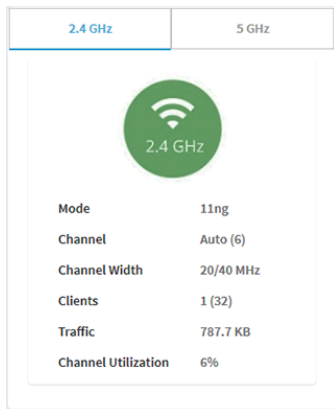 2.4 GHz 5 GHz
2.4 GHz
Mode 11ng
Channel Auto (6)
Channel Width 20/40 MHz
Clients 1 (32)
Traffic 787.7 KB
Channel Utilization 6%